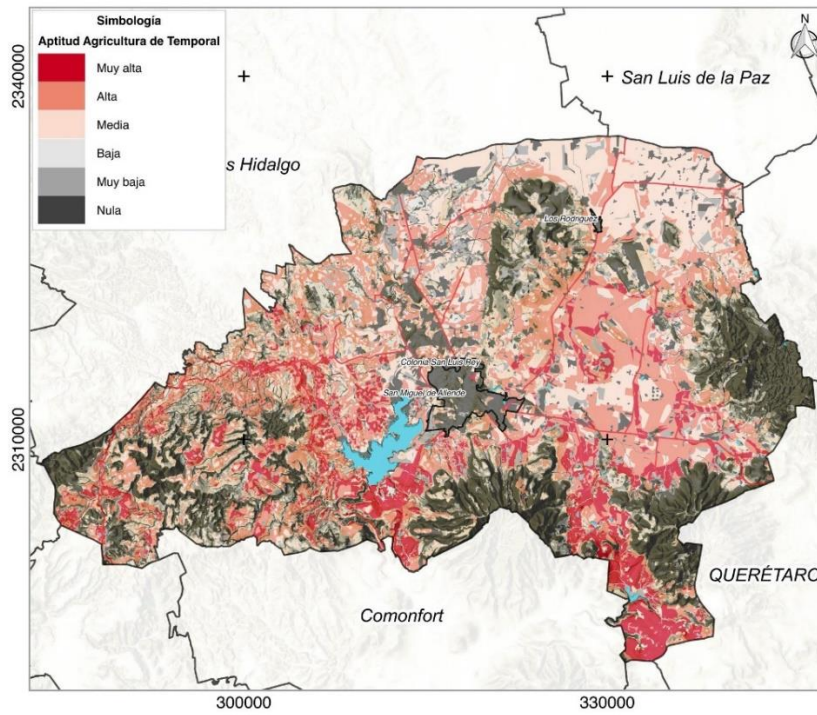 Simbología
Aptitud Agricultura de Temporal
Muy alta
Alta
Media
Baja
Muy baja
Nula
N
2340000
San Luis de la Paz
s Hidalgo
Los Rodríguez
Colonia San Luis Rey
San Miguel de Allende
2310000
QUERÉTARO
Comonfort
300000
330000